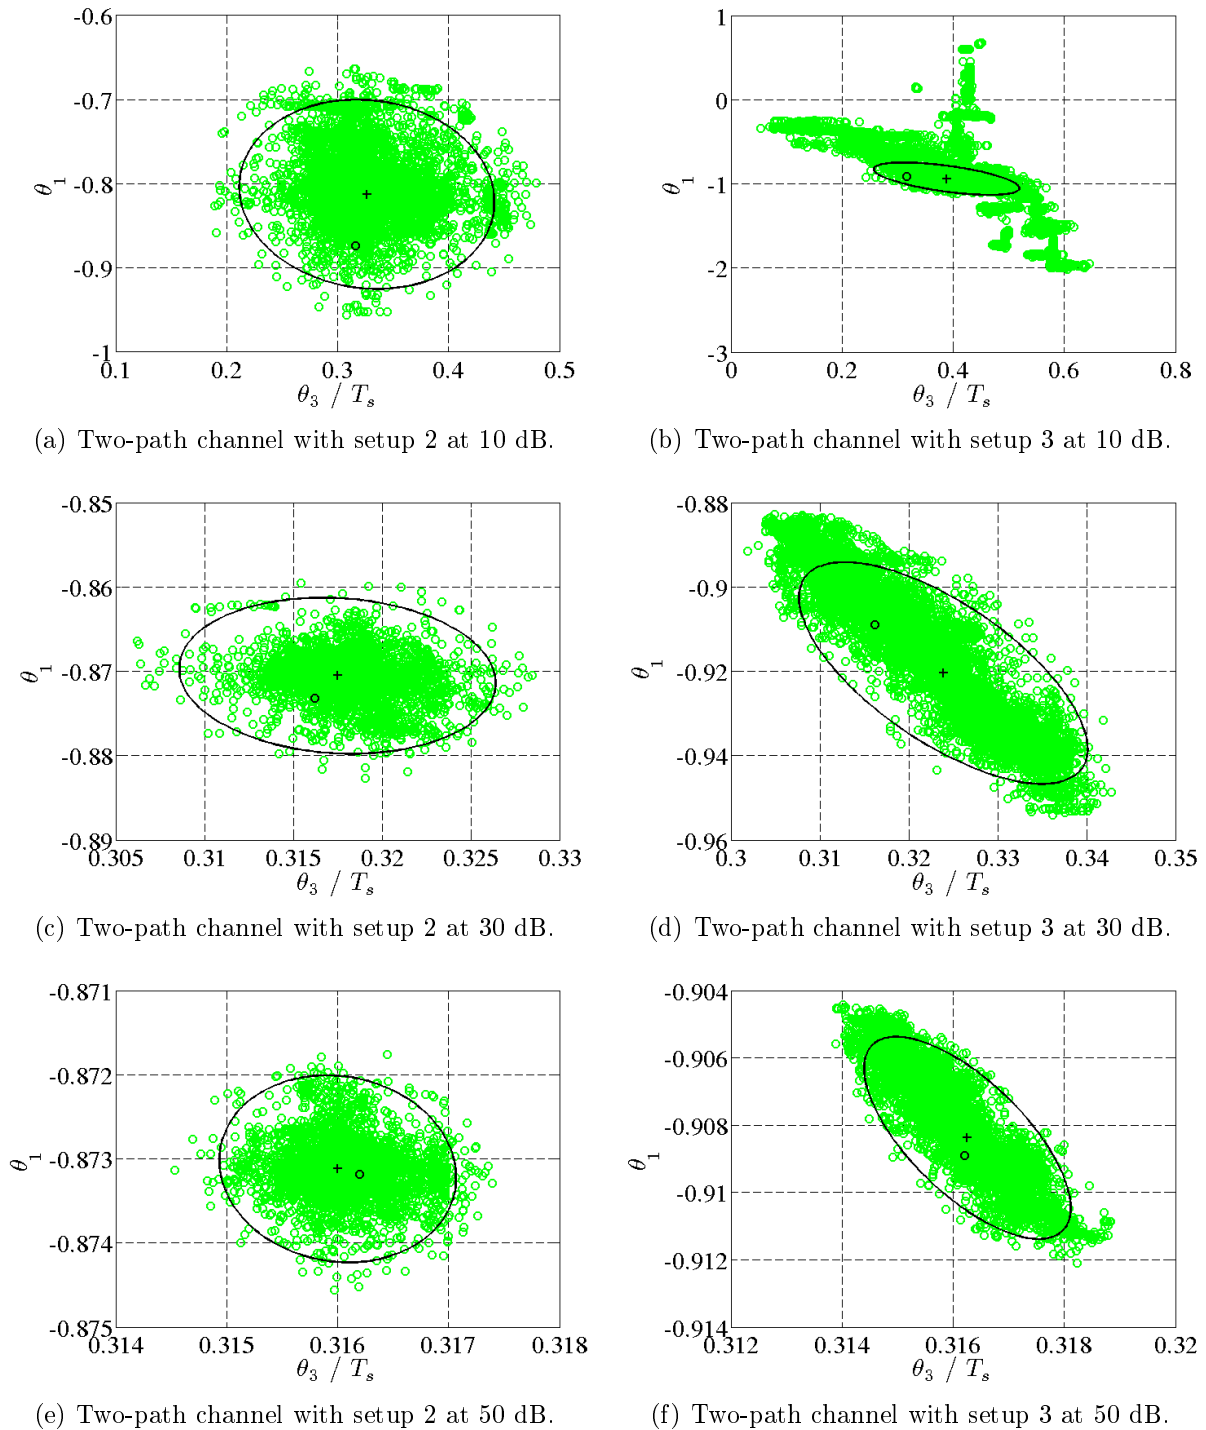 -0.6
-0.7
-0.8
-0.9
-1
θ1
0.1 0.2 0.3 0.4 0.5
θ3 / Ts
(a) Two-path channel with setup 2 at 10 dB.
1
0
-1
-2
-3
θ1
0 0.2 0.4 0.6 0.8
θ3 / Ts
(b) Two-path channel with setup 3 at 10 dB.
-0.85
-0.86
-0.87
-0.88
-0.89
θ1
0.305 0.31 0.315 0.32 0.325 0.33
θ3 / Ts
(c) Two-path channel with setup 2 at 30 dB.
-0.88
-0.9
-0.92
-0.94
-0.96
θ1
0.3 0.31 0.32 0.33 0.34 0.35
θ3 / Ts
(d) Two-path channel with setup 3 at 30 dB.
-0.871
-0.872
-0.873
-0.874
-0.875
θ1
0.314 0.315 0.316 0.317 0.318
θ3 / Ts
(e) Two-path channel with setup 2 at 50 dB.
-0.904
-0.906
-0.908
-0.91
-0.912
-0.914
θ1
0.312 0.314 0.316 0.318 0.32
θ3 / Ts
(f) Two-path channel with setup 3 at 50 dB.